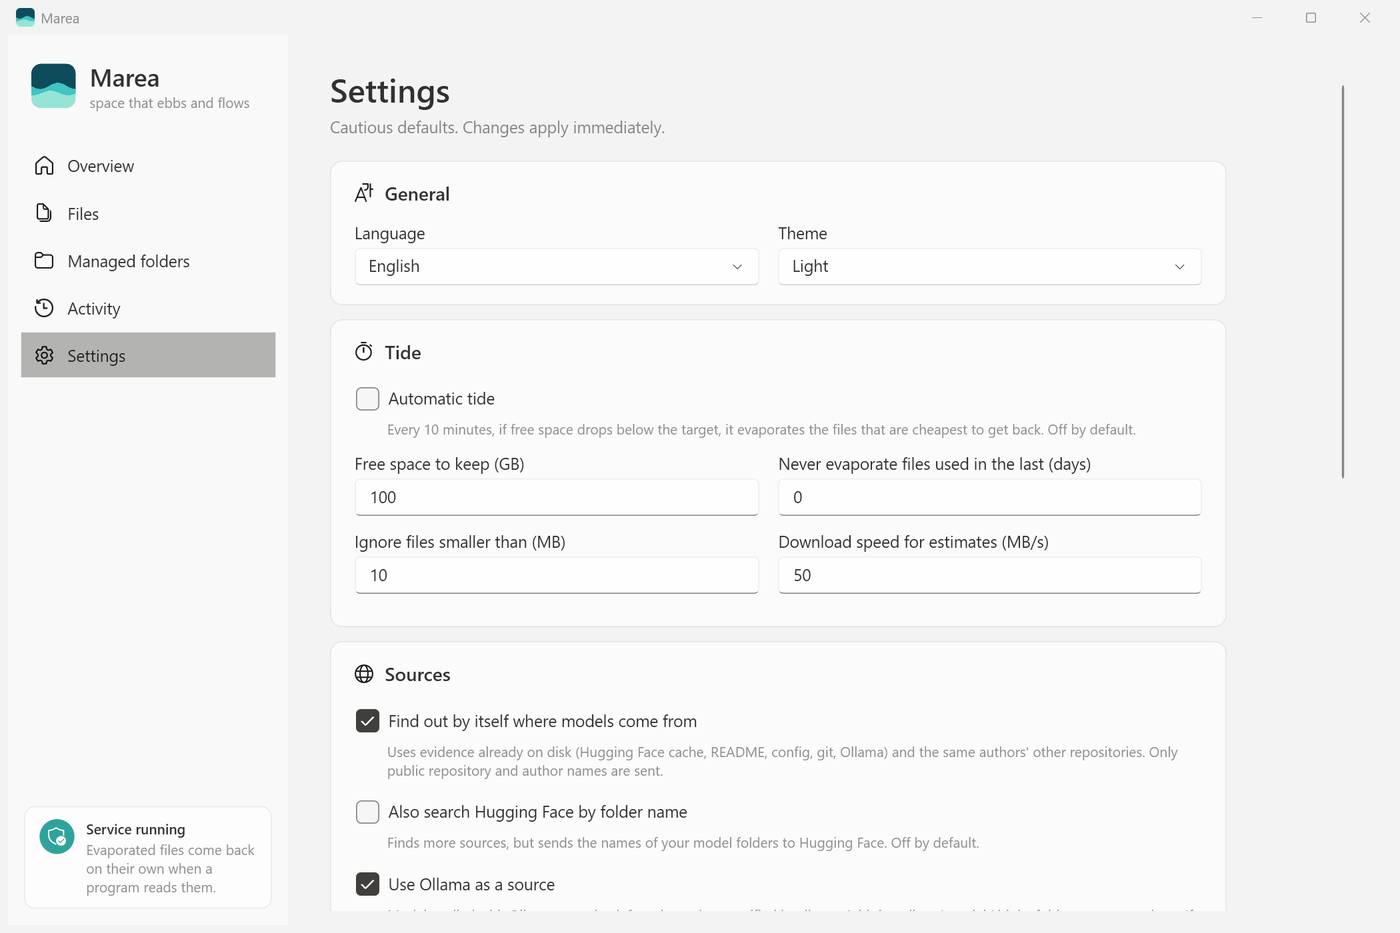 Marea
Marea
space that ebbs and flows
Overview
Files
Managed folders
Activity
Settings
Service running
Evaporated files come back
on their own when a
program reads them.
Settings
Cautious defaults. Changes apply immediately.
General
Language
Theme
English
Light
Tide
Automatic tide
Every 10 minutes, if free space drops below the target, it evaporates the files that are cheapest to get back. Off by default.
Free space to keep (GB)
Never evaporate files used in the last (days)
100
0
Ignore files smaller than (MB)
Download speed for estimates (MB/s)
10
50
Sources
Find out by itself where models come from
Uses evidence already on disk (Hugging Face cache, README, config, git, Ollama) and the same authors' other repositories. Only
public repository and author names are sent.
Also search Hugging Face by folder name
Finds more sources, but sends the names of your model folders to Hugging Face. Off by default.
Use Ollama as a source